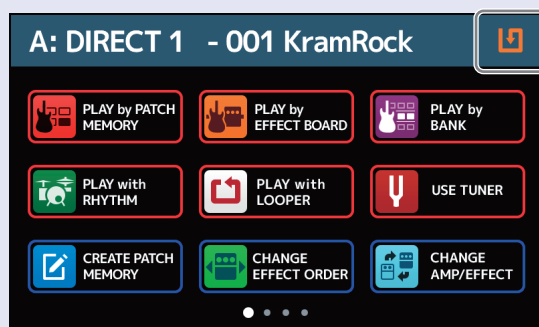 A: DIRECT 1 - 001 KramRock
PLAY by PATCH
MEMORY
PLAY by
EFFECT BOARD
PLAY by
BANK
PLAY with
RHYTHM
PLAY with
LOOPER
USE TUNER
CREATE PATCH
MEMORY
CHANGE
EFFECT ORDER
CHANGE
AMP/EFFECT